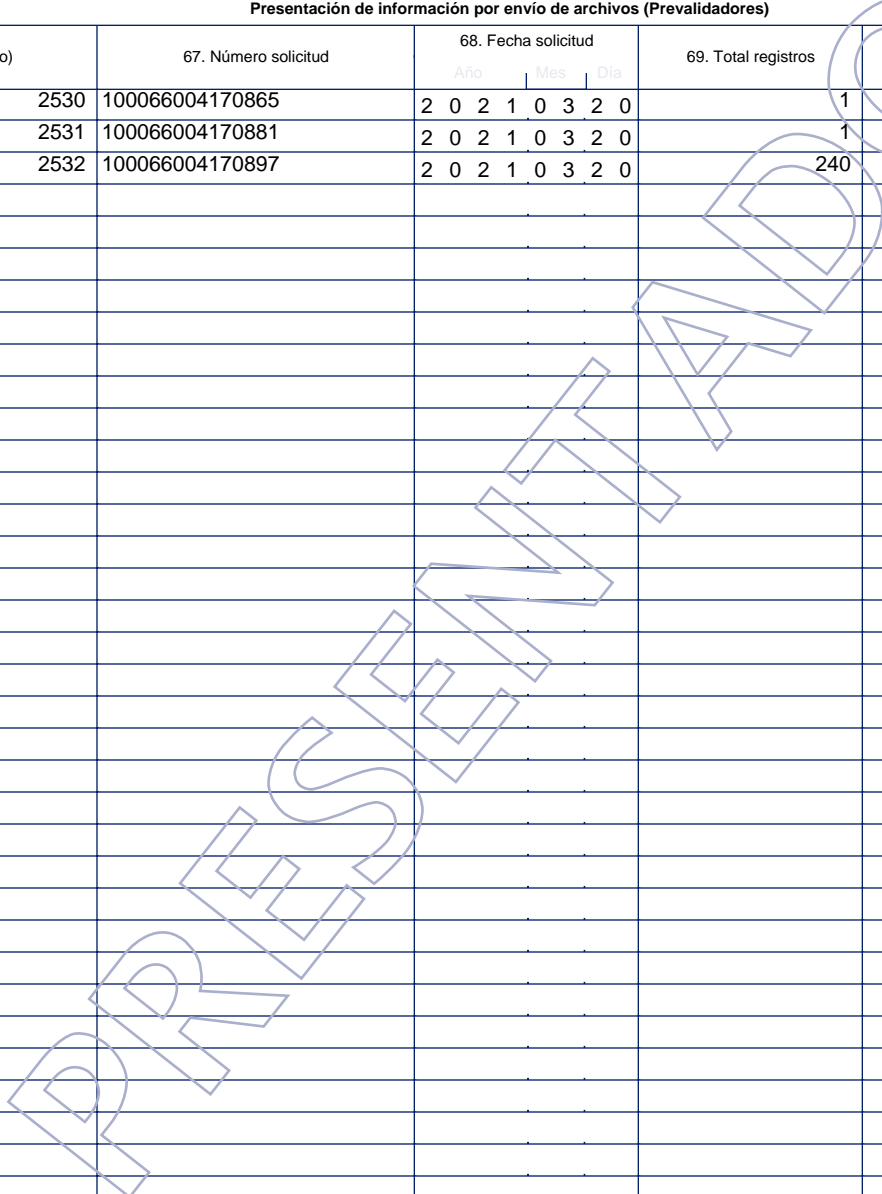 Presentación de información por envío de archivos (Prevalidadores)
o) 67. Número solicitud 68. Fecha solicitud 69. Total registros
Año Mes Día
2530 100066004170865 2 0 2 1 0 3 2 0 1
2531 100066004170881 2 0 2 1 0 3 2 0 1
2532 100066004170897 2 0 2 1 0 3 2 0 240
PRESENTADO